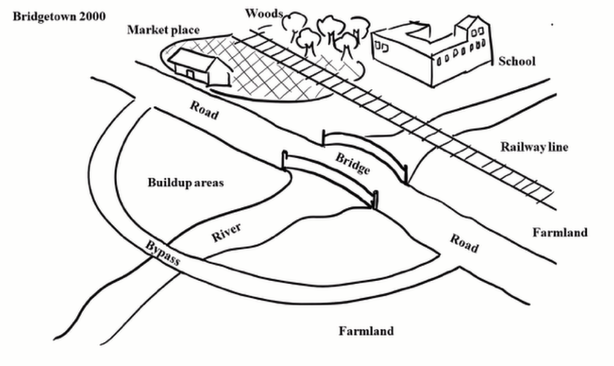 Bridgetown 2000
Woods
Market place
School
Road
Railway line
Bridge
Buildup areas
River
Farmland
Road
Bypass
Farmland